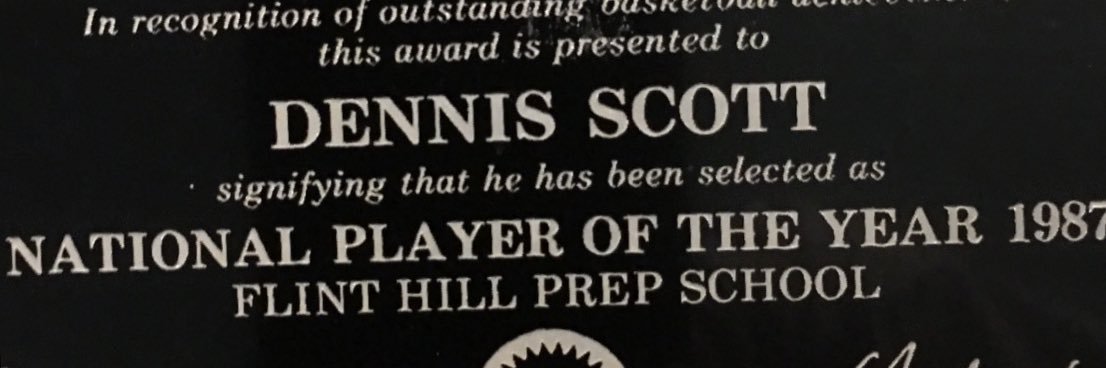 In recognition of outstanding basketball
this award is presented to
DENNIS SCOTT
signifying that he has been selected as
NATIONAL PLAYER OF THE YEAR 1987
FLINT HILL PREP SCHOOL